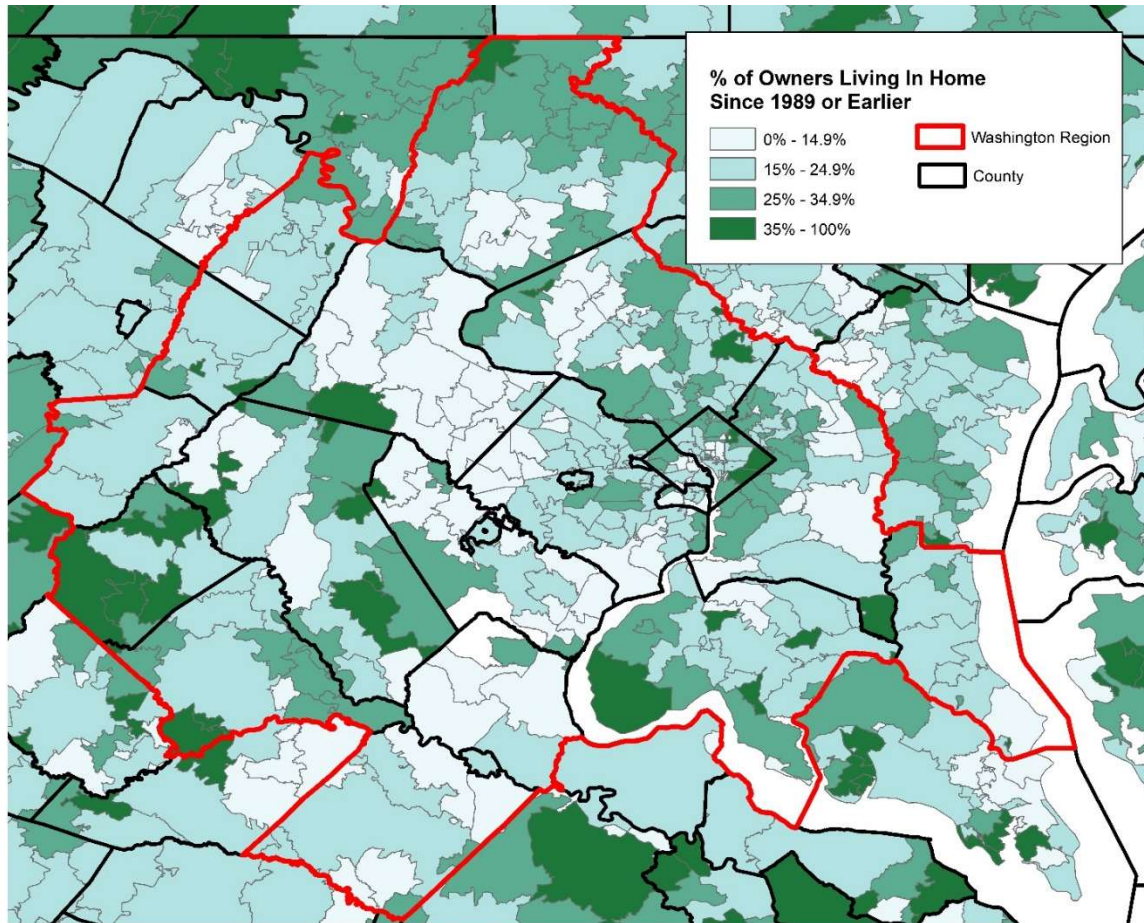 % of Owners Living In Home
Since 1989 or Earlier
0% - 14.9%
15% - 24.9%
25% - 34.9%
35% - 100%
Washington Region
County